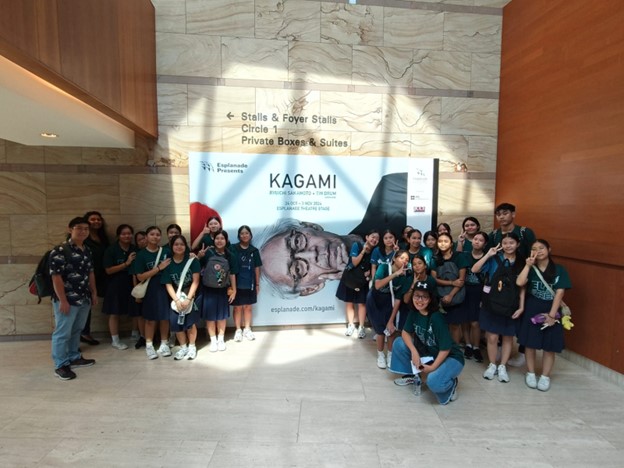 ← Stalls & Foyer Stalls
Circle 1
Private Boxes & Suites
Esplanade
Presents
KAGAMI
RYUICHI SAKAMOTO × TIN DRUM
ESPLANADE THEATRE STAGE
esplanade.com/kagami